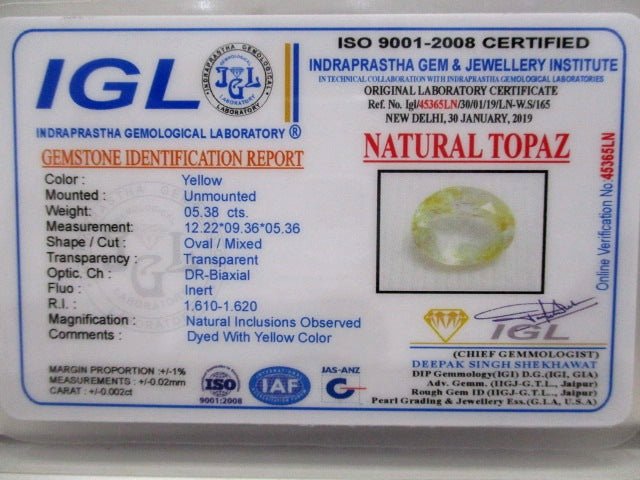 IGL
INDRAPRASTHA GEMOLOGICAL LABORATORY ®
GEMSTONE IDENTIFICATION REPORT
Color : Yellow
Mounted : Unmounted
Weight: 05.38 cts.
Measurement: 12.22*09.36*05.36
Shape / Cut : Oval / Mixed
Transparency : Transparent
Optic. Ch : DR-Biaxial
Fluo : Inert
R.I. : 1.610-1.620
Magnification : Natural Inclusions Observed
Comments : Dyed With Yellow Color
MARGIN PROPORTION :+/-1%
MEASUREMENTS : +/-0.02mm
CARAT : +/-0.002ct
ISO
9001:2008
IAF
JAS-ANZ
ISO 9001-2008 CERTIFIED
INDRAPRASTHA GEM & JEWELLERY INSTITUTE
IN TECHNICAL COLLABORATION WITH INDRAPRASTHA GEMOLOGICAL LABORATORIES
ORIGINAL LABORATORY CERTIFICATE
Ref. No. Igl/45365LN/30/01/19/LN-W.S/165
NEW DELHI, 30 JANUARY, 2019
NATURAL TOPAZ
Online Verification No.45365LN
IGL
(CHIEF GEMMOLOGIST)
DEEPAK SINGH SHEKHAWAT
DIP Gemmology(IGI) D.G.(IGI, GIA)
Adv. Gemm. (IIGJ-G.T.L., Jaipur)
Rough Gem ID (IIGJ-G.T.L., Jaipur)
Pearl Grading & Jewellery Ess.(G.I.A, U.S.A)